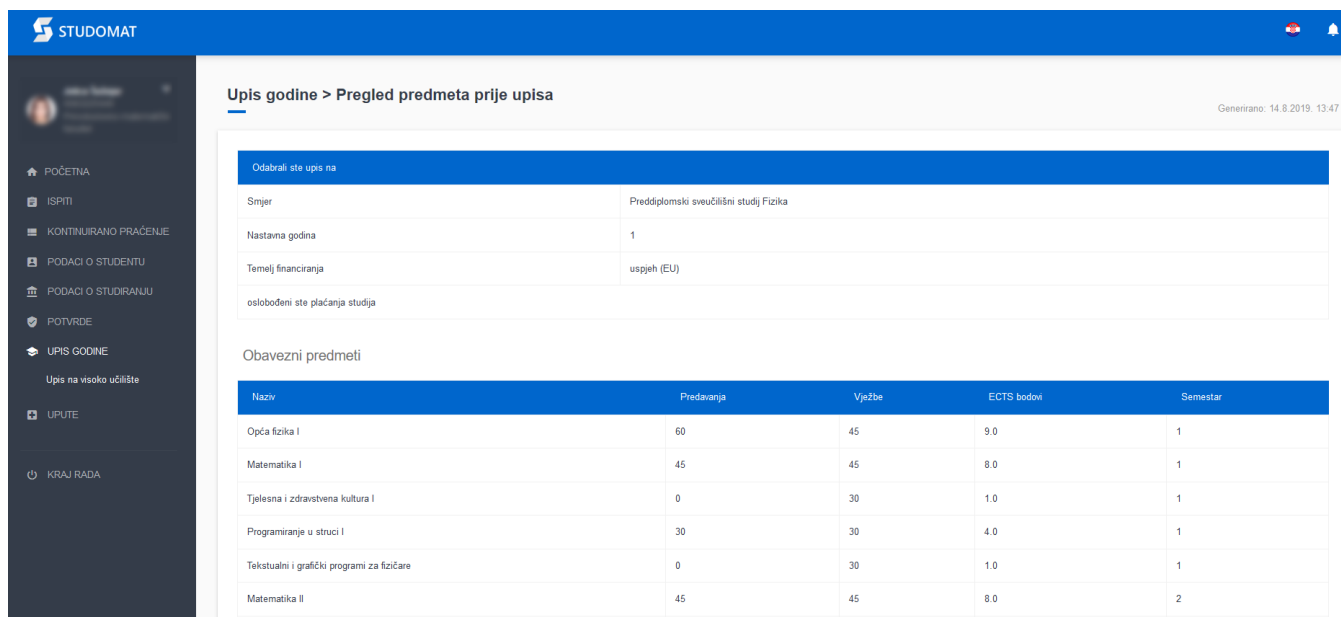 STUDOMAT
Upis godine > Pregled predmeta prije upisa
Generirano: 14.8.2019. 13:47
POČETNA
ISPITI
KONTINUIRANO PRAĆENJE
PODACI O STUDENTU
PODACI O STUDIRANJU
POTVRDE
UPIS GODINE
Upis na visoko učilište
UPUTE
KRAJ RADA
Odabrali ste upis na
Smjer Preddiplomski sveučilišni studij Fizika
Nastavna godina 1
Temelj financiranja uspjeh (EU)
oslobođeni ste plaćanja studija
Obavezni predmeti
Naziv Predavanja Vježbe ECTS bodovi Semestar
Opća fizika I 60 45 9.0 1
Matematika I 45 45 8.0 1
Tjelesna i zdravstvena kultura I 0 30 1.0 1
Programiranje u struci I 30 30 4.0 1
Tekstualni i grafički programi za fizičare 0 30 1.0 1
Matematika II 45 45 8.0 2